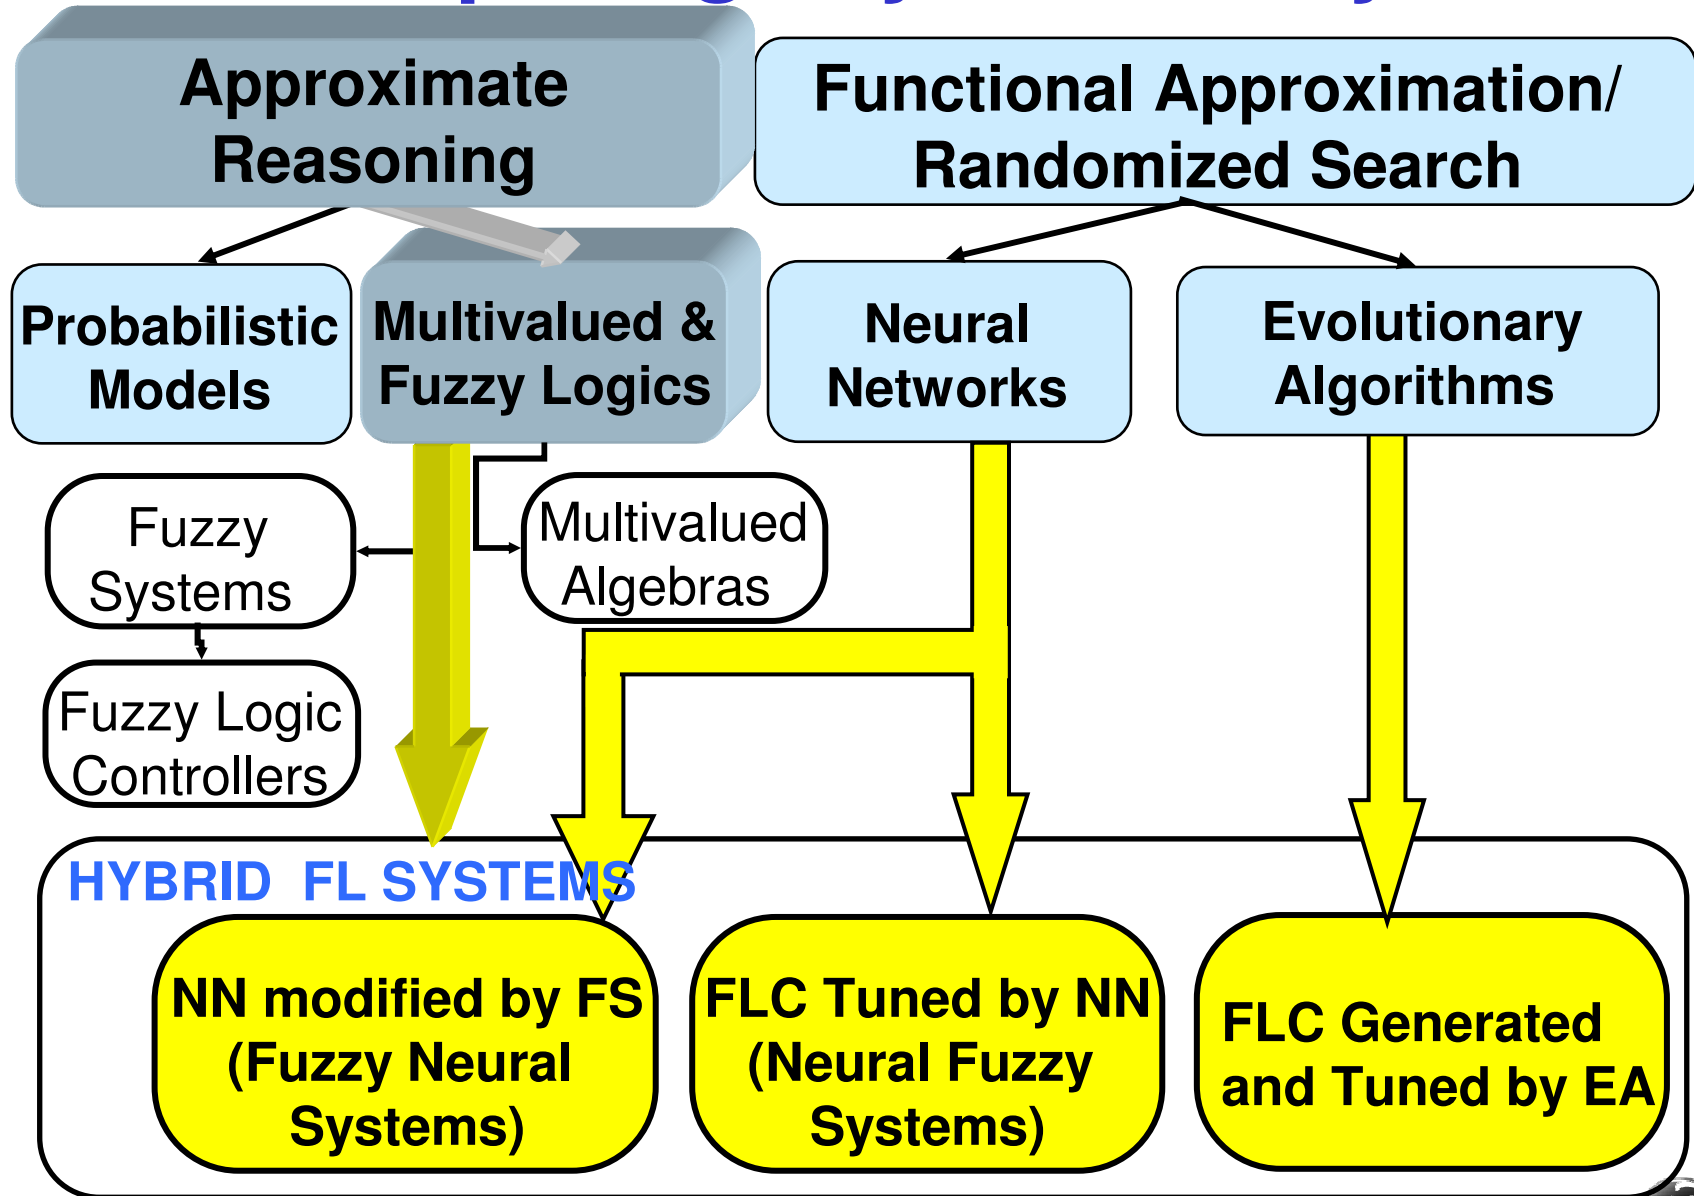 Approximate
Reasoning
Functional Approximation/
Randomized Search
Probabilistic
Models
Multivalued &
Fuzzy Logics
Neural
Networks
Evolutionary
Algorithms
Fuzzy
Systems
Multivalued
Algebras
Fuzzy Logic
Controllers
HYBRID FL SYSTEMS
NN modified by FS
(Fuzzy Neural
Systems)
FLC Tuned by NN
(Neural Fuzzy
Systems)
FLC Generated
and Tuned by EA